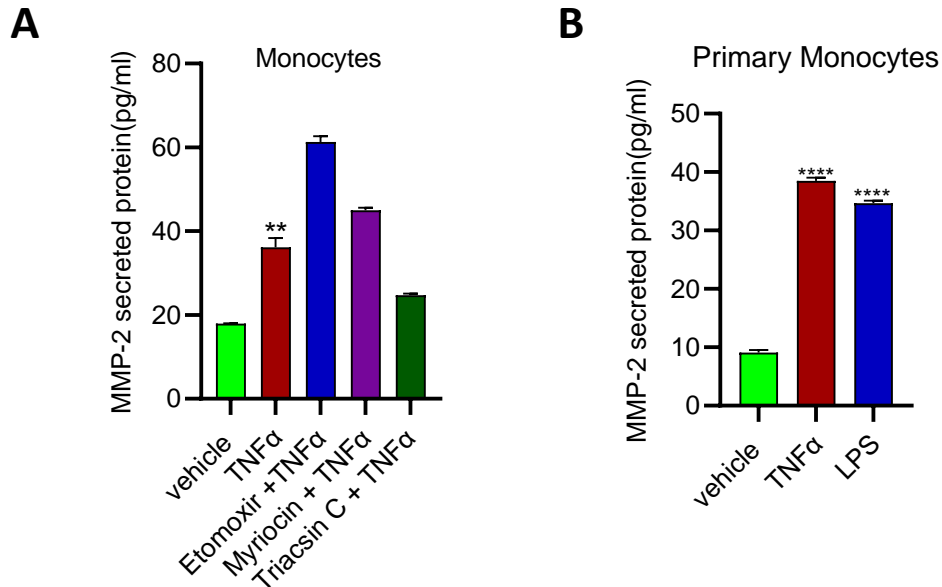 A
Monocytes
MMP-2 secreted protein(pg/ml)
80
60
40
20
0
**
vehicle
TNFα
Etomoxir +TNFα
Myriocin + TNFα
Triacsin C + TNFα
B
Primary Monocytes
MMP-2 secreted protein(pg/ml)
50
40
30
20
10
0
****
****
vehicle
TNFα
LPS